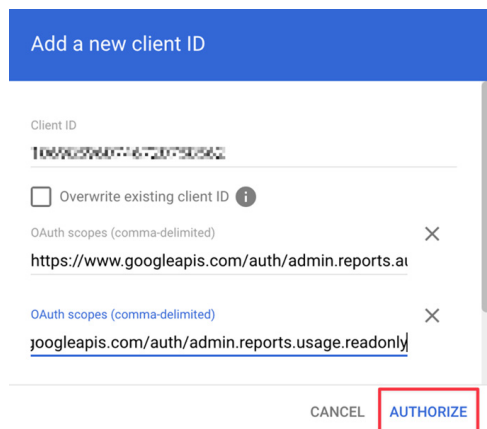 Add a new client ID
Client ID
Overwrite existing client ID
OAuth scopes (comma-delimited)
https://www.googleapis.com/auth/admin.reports.au
OAuth scopes (comma-delimited)
googleapis.com/auth/admin.reports.usage.readonly
CANCEL AUTHORIZE